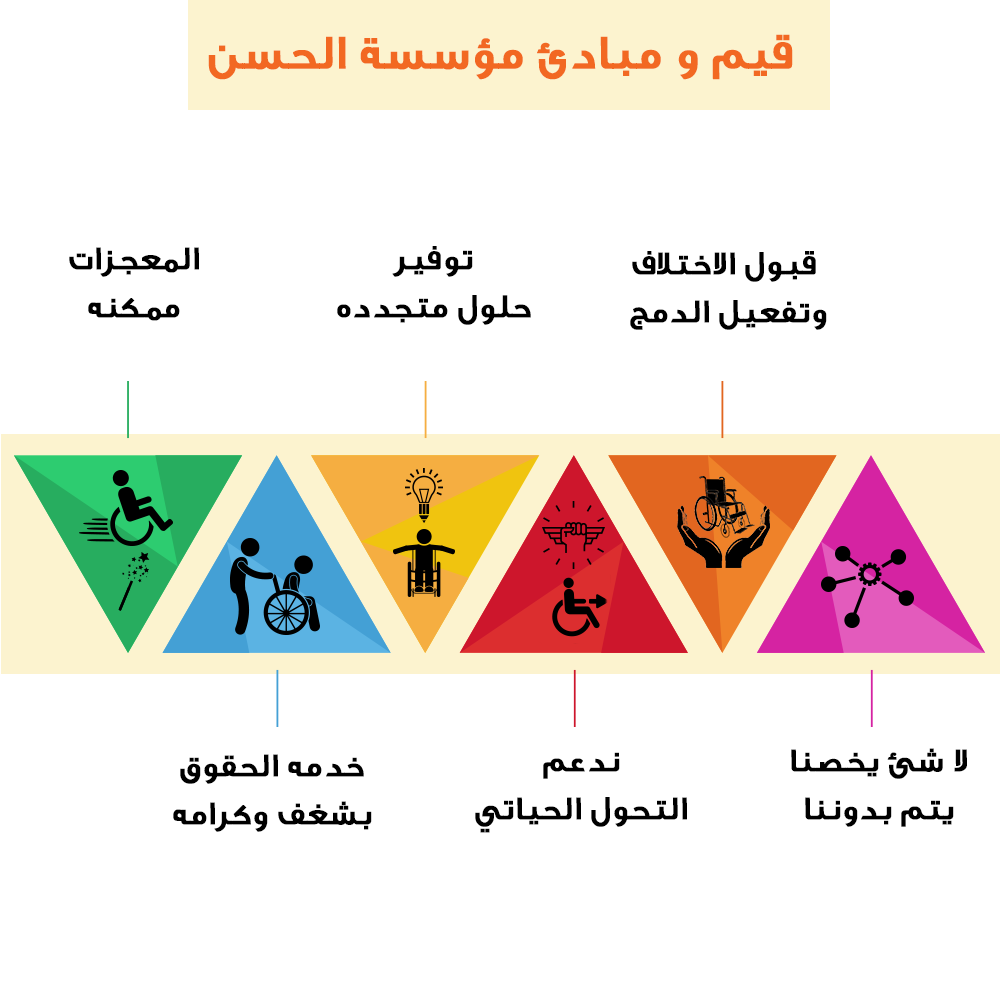 قيم و مبادئ مؤسسة الحسن
قبول الاختلاف
وتفعيل الدمج
توفير
حلول متجدده
المعجزات
ممكنه
لا شئ يخصنا
يتم بدوننا
ندعم
التحول الحياتي
خدمه الحقوق
بشغف وكرامه